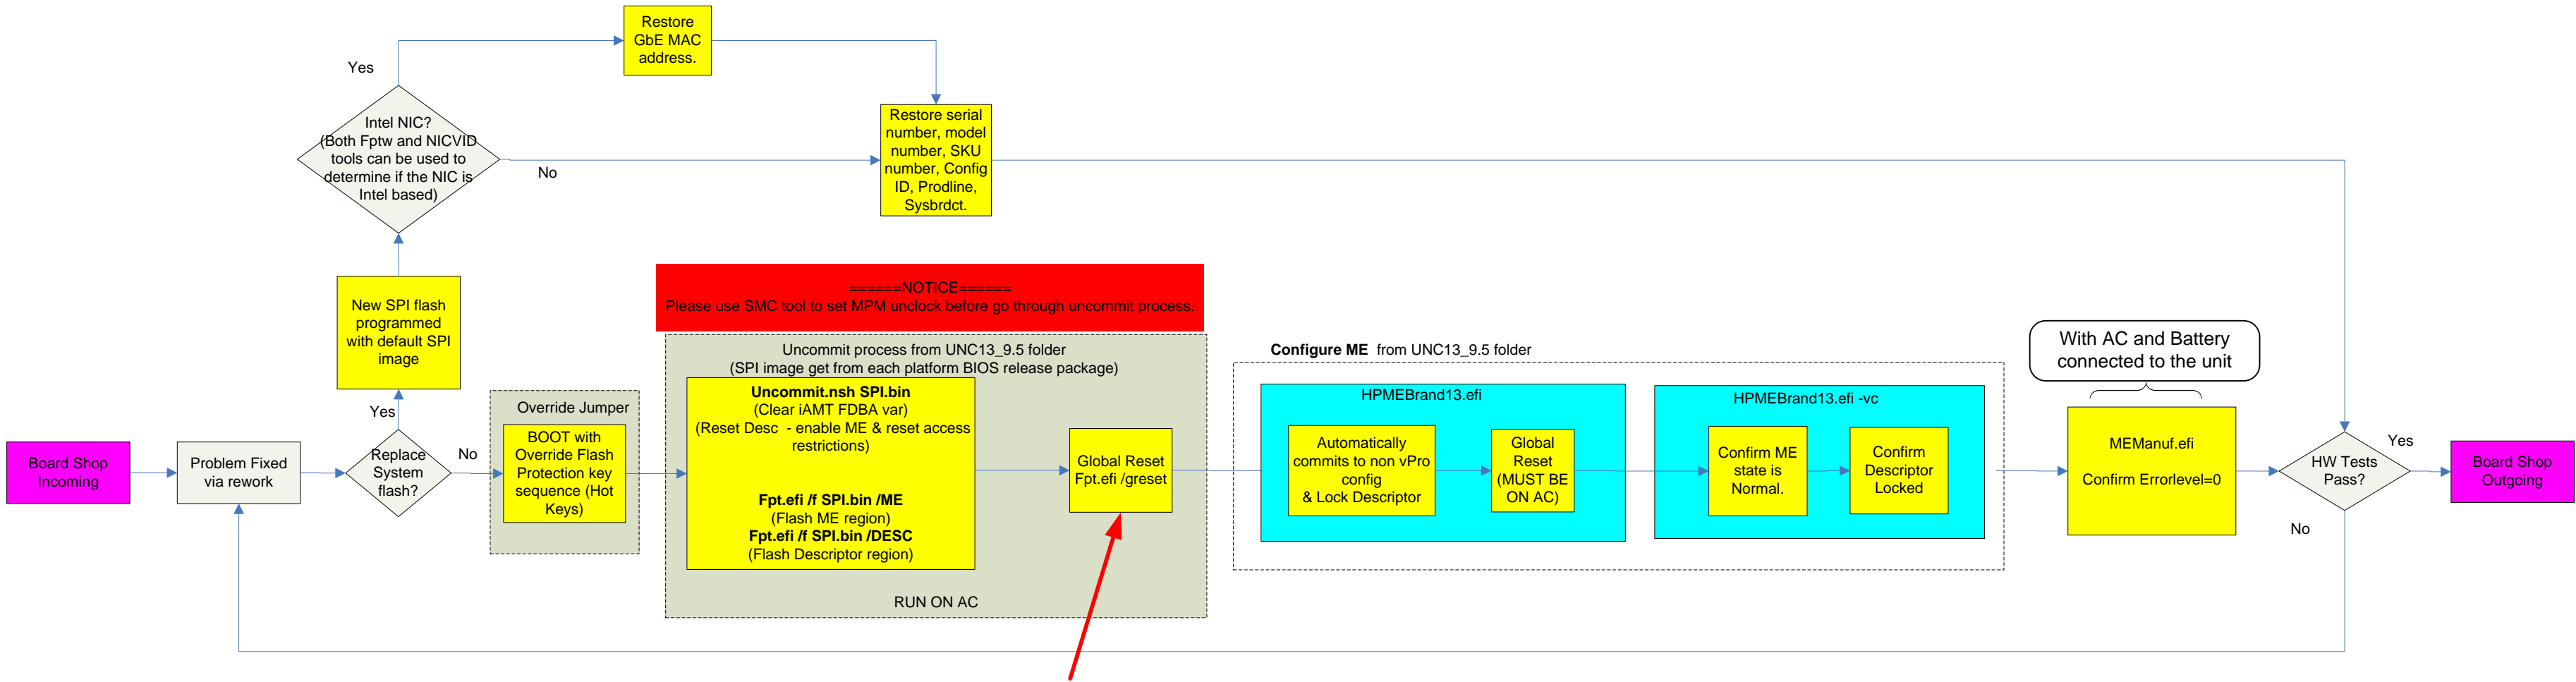 Restore
GbE MAC
address.
Yes
Intel NIC?
(Both Fptw and NICVID
tools can be used to
determine if the NIC is
Intel based)
No
Restore serial
number, model
number, SKU
number, Config
ID, Prodline,
Sysbrdct.
New SPI flash
programmed
with default SPI
image
Yes
======NOTICE======
Please use SMC tool to set MPM unclock before go through uncommit process.
Board Shop
Incoming
Problem Fixed
via rework
Replace
System
flash?
No
Override Jumper
BOOT with
Override Flash
Protection key
sequence (Hot
Keys)
Uncommit process from UNC13_9.5 folder
(SPI image get from each platform BIOS release package)
Uncommit.nsh SPI.bin
(Clear iAMT FDBA var)
(Reset Desc  - enable ME & reset access
restrictions)
Fpt.efi /f SPI.bin /ME
(Flash ME region)
Fpt.efi /f SPI.bin /DESC
(Flash Descriptor region)
Global Reset
Fpt.efi /greset
RUN ON AC
Configure ME  from UNC13_9.5 folder
HPMEBrand13.efi
Automatically
commits to non vPro
config
& Lock Descriptor
Global
Reset
(MUST BE
ON AC)
HPMEBrand13.efi -vc
Confirm ME
state is
Normal.
Confirm
Descriptor
Locked
With AC and Battery
connected to the unit
MEManuf.efi
Confirm Errorlevel=0
HW Tests
Pass?
Yes
No
Board Shop
Outgoing